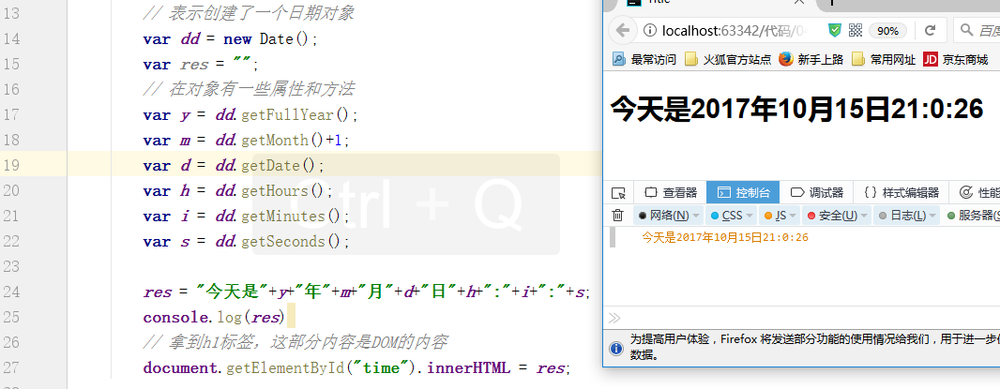 13 // 表示创建了一个日期对象
14 var dd = new Date();
15 var res = "";
16 // 在对象有一些属性和方法
17 var y = dd.getFullYear();
18 var m = dd.getMonth()+1;
19 var d = dd.getDate();
20 var h = dd.getHours();
21 var i = dd.getMinutes();
22 var s = dd.getSeconds();
23
24 res = "今天是"+y+"年"+m+"月"+d+"日"+h+":"+i+":"+s;
25 console.log(res)
26 // 拿到h1标签，这部分内容是DOM的内容
27 document.getElementById("time").innerHTML = res;
Ctrl + Q
localhost:63342/代码/04
90%
百度
最常访问 火狐官方站点 新手上路 常用网址 JD 京东商城
今天是2017年10月15日21:0:26
查看器 控制台 调试器 {} 样式编辑器 性能
网络(N) CSS JS 安全(U) 日志(L) 服务器(S
今天是2017年10月15日21:0:26
为提高用户体验，Firefox 将发送部分功能的使用情况给我们，用于进一步
数据。